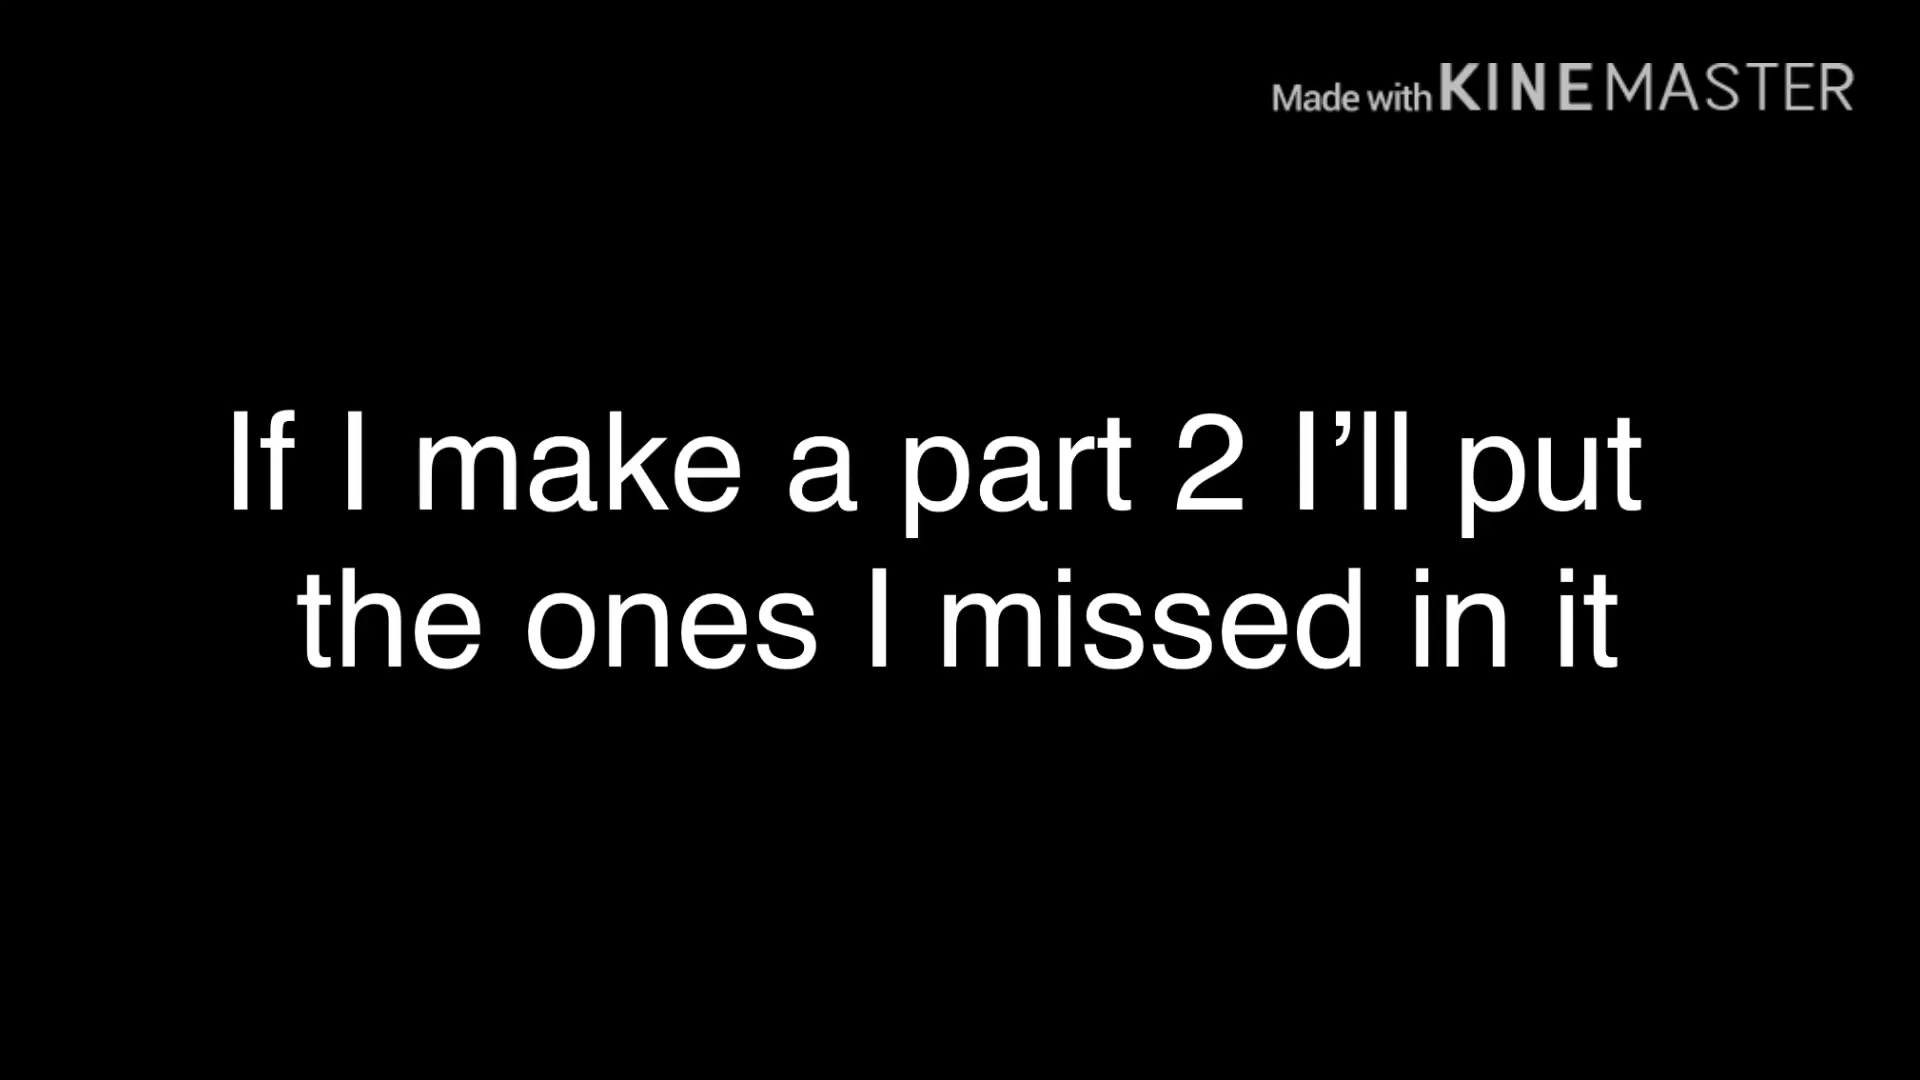 Made with KINEMASTER
If I make a part 2 I’ll put
the ones I missed in it